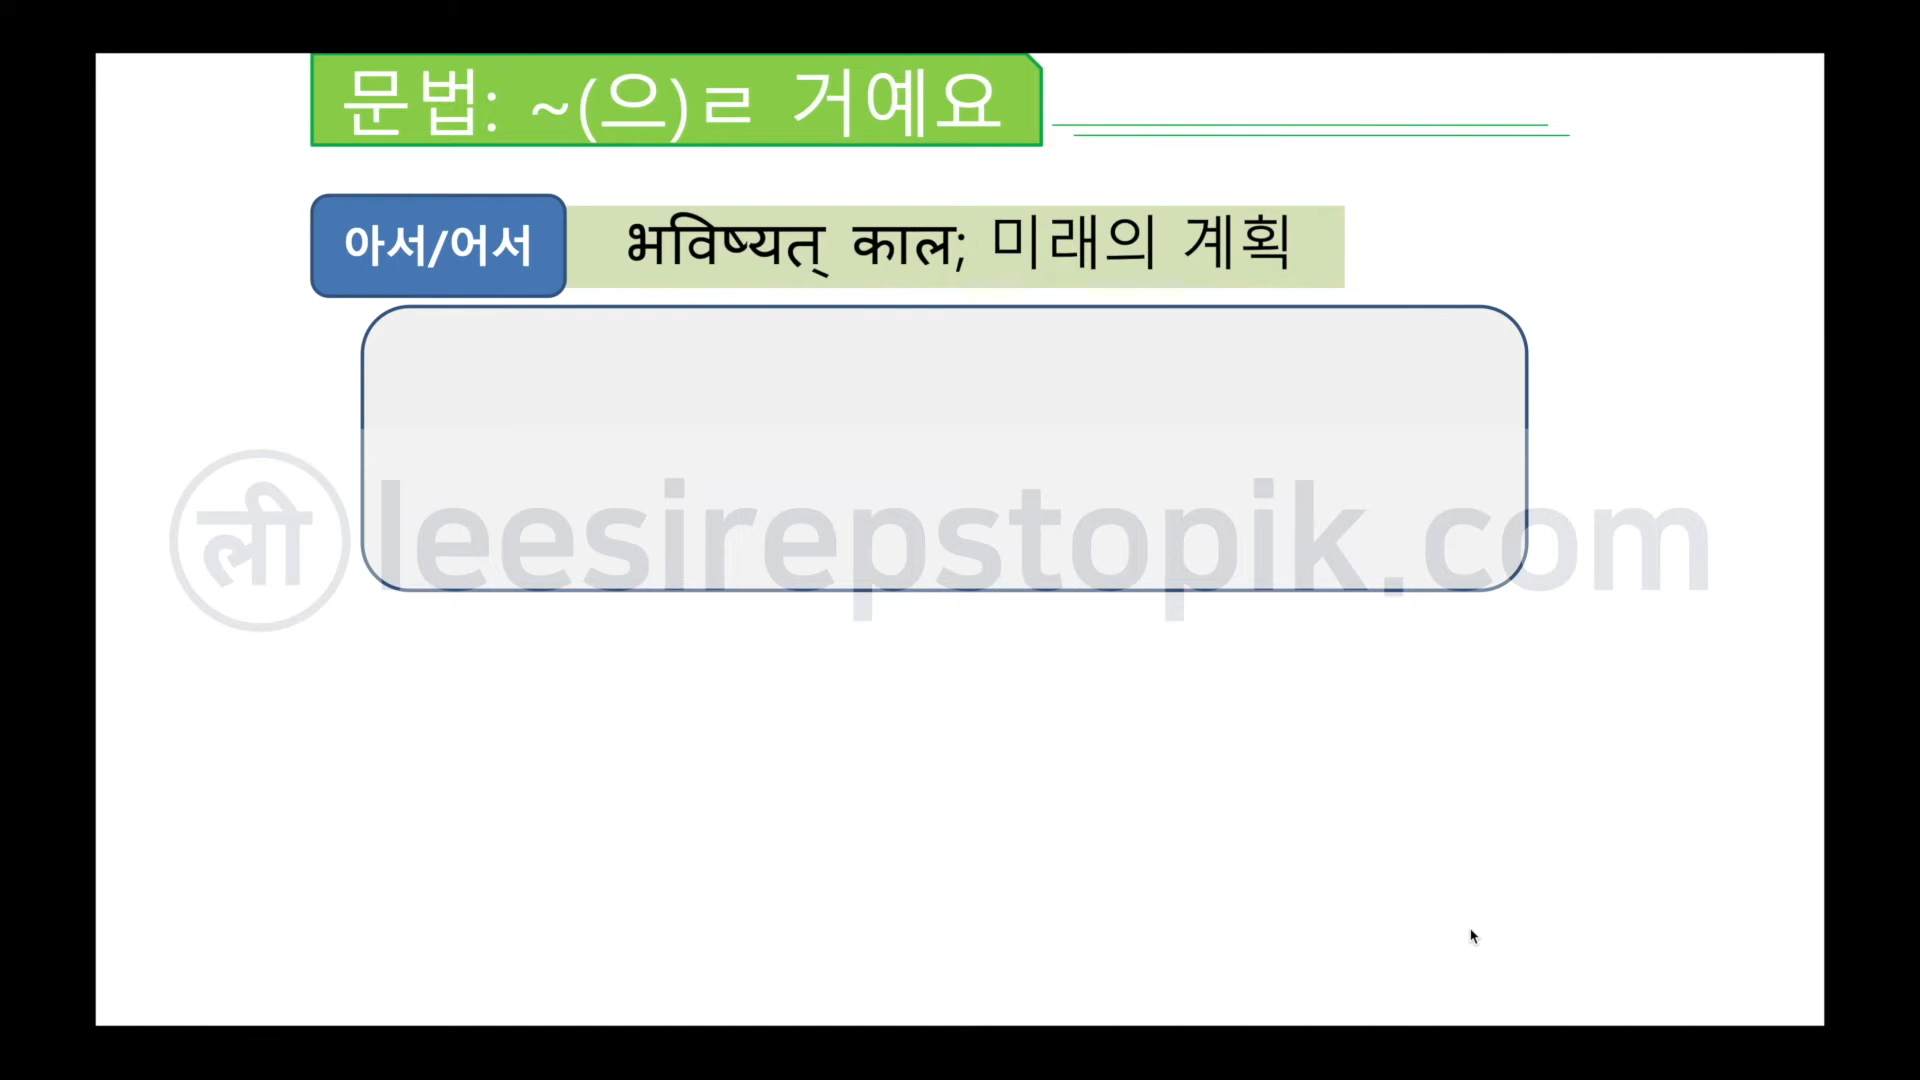 문법: ~(으)ㄹ 거예요
아서/어서 भविष्यत् काल; 미래의 계획
ली leesirepstopik.com